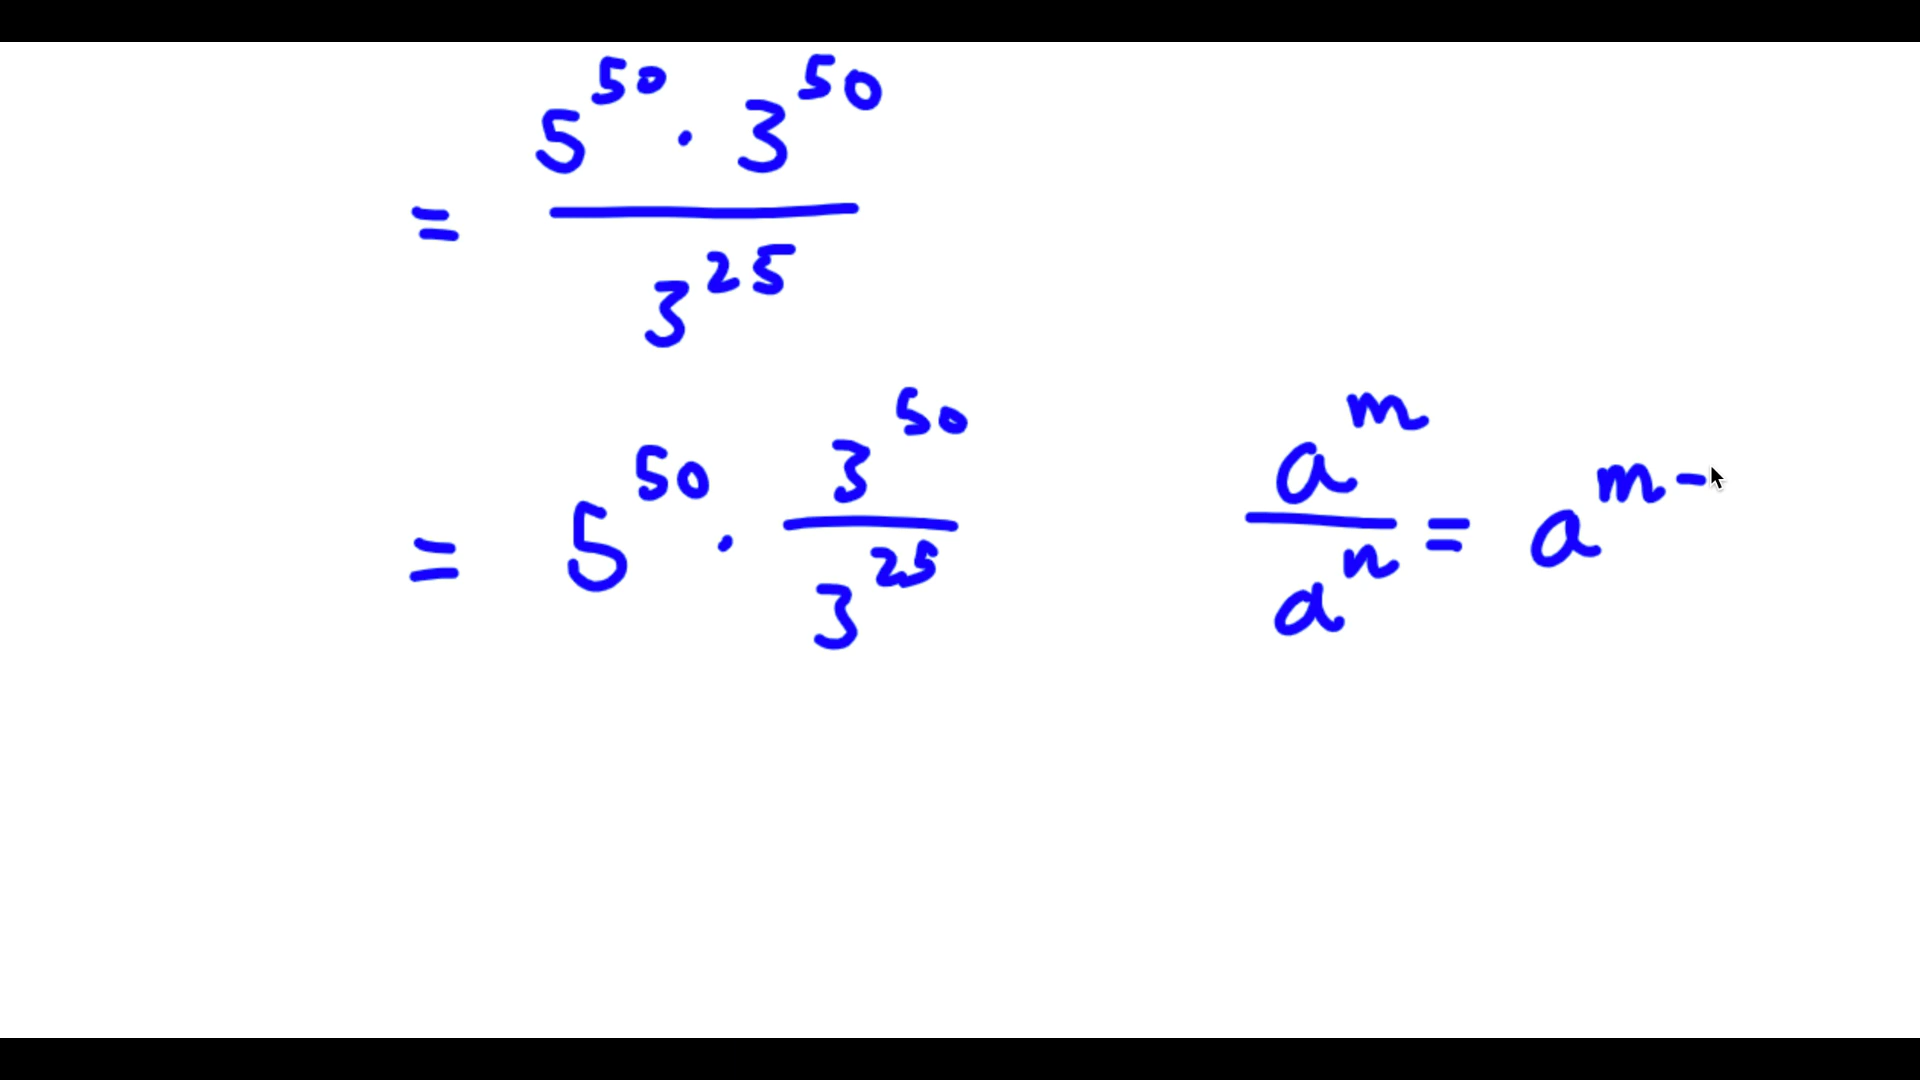 = 5^50 · 3^50 / 3^25
= 5^50 · 3^50 / 3^25
a^m / a^n = a^m-